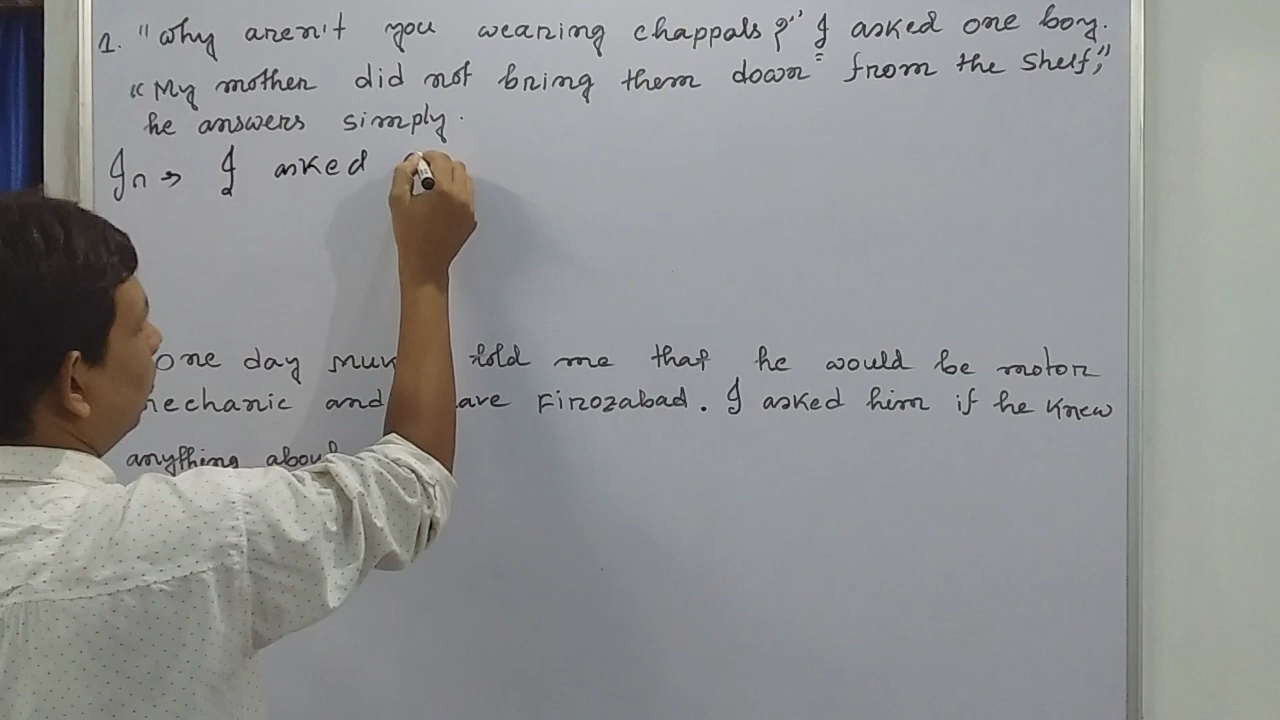 1. "Why aren't you wearing chappals?" I asked one boy.
"My mother did not bring them down from the shelf,"
he answers simply.
In → I asked
one day told me that he would be motor
mechanic and Firozabad. I asked him if he knew
anything about